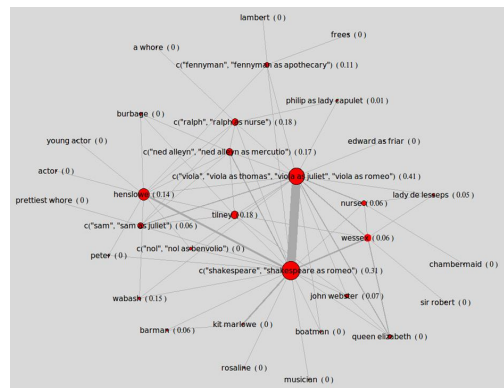 lambert ( 0 )
frees ( 0 )
a whore ( 0 )
c("fennyman", "fennyman as apothecary") ( 0.11 )
philip as lady capulet ( 0.01 )
burbage ( 0 )
c("ralph", "ralph as nurse") ( 0.18 )
young actor ( 0 )
edward as friar ( 0 )
c("ned alleyn", "ned alleyn as mercutio") ( 0.17 )
actor ( 0 )
c("viola", "viola as thomas", "viola as juliet", "viola as romeo") ( 0.41 )
henslowe ( 0.14 )
lady de lesseps ( 0.05 )
prettiest whore ( 0 )
nurse ( 0.06 )
tilney ( 0.18 )
c("sam", "sam as juliet") ( 0.06 )
wessex ( 0.06 )
c("nol", "nol as benvolio") ( 0 )
peter ( 0 )
chambermaid ( 0 )
c("shakespeare", "shakespeare as romeo") ( 0.31 )
wabash ( 0.15 )
john webster ( 0.07 )
sir robert ( 0 )
kit marlowe ( 0 )
barman ( 0.06 )
boatman ( 0 )
queen elizabeth ( 0 )
rosaline ( 0 )
musician ( 0 )